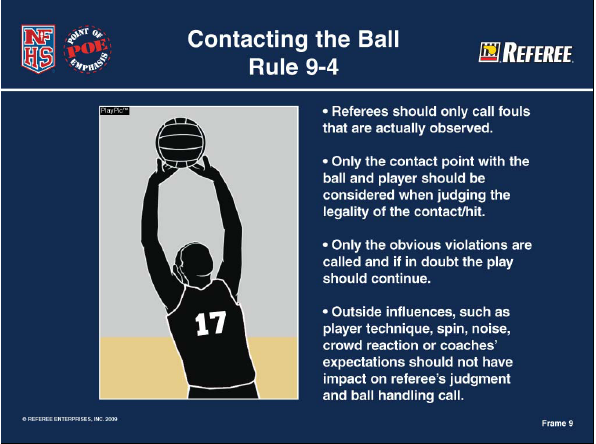 NF
HS
POINT OF
POE
EMPHASIS
Contacting the Ball
Rule 9-4
REFEREE
PlayPic™
• Referees should only call fouls
that are actually observed.
• Only the contact point with the
ball and player should be
considered when judging the
legality of the contact/hit.
• Only the obvious violations are
called and if in doubt the play
should continue.
• Outside influences, such as
player technique, spin, noise,
crowd reaction or coaches'
expectations should not have
impact on referee's judgment
and ball handling call.
17
© REFEREE ENTERPRISES, INC. 2009
Frame 9